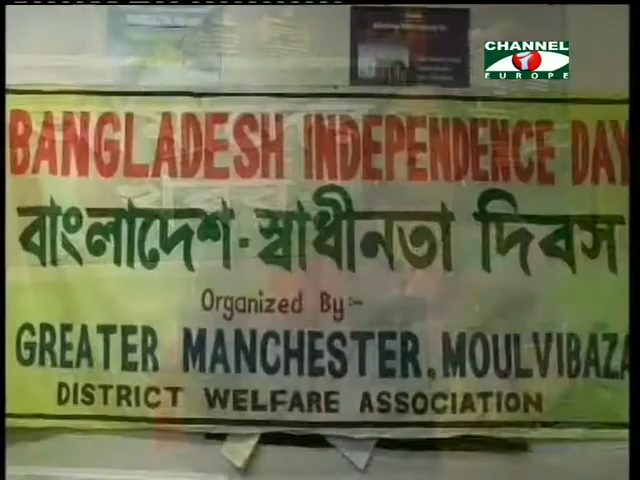 CHANNEL
i
EUROPE
BANGLADESH INDEPENDENCE DAY
বাংলাদেশ - স্বাধীনতা দিবস
Organized By:-
GREATER MANCHESTER, MOULVIBAZA
DISTRICT WELFARE ASSOCIATION